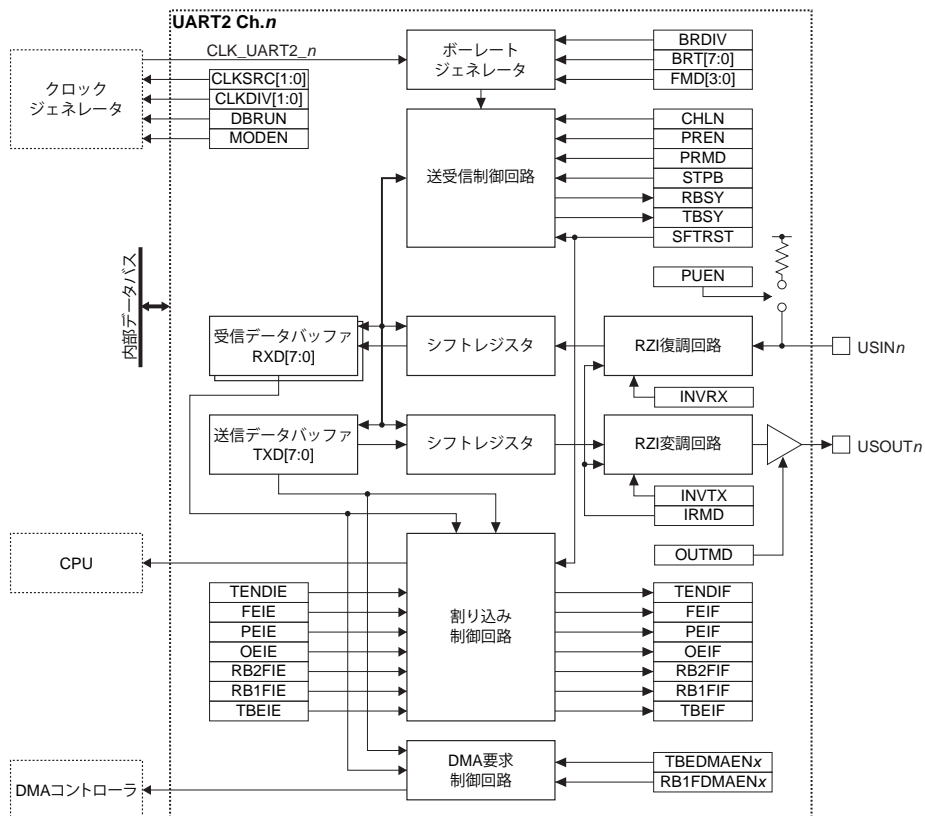 UART2 Ch.n
CLK_UART2_n
クロック
ジェネレータ
CLKSRC[1:0]
CLKDIV[1:0]
DBRUN
MODEN
ボーレート
ジェネレータ
BRDIV
BRT[7:0]
FMD[3:0]
送受信制御回路
CHLN
PREN
PRMD
STPB
RBSY
TBSY
SFTRST
PUEN
内部データバス
受信データバッファ
RXD[7:0]
シフトレジスタ
RZI復調回路
USINn
INVRX
送信データバッファ
TXD[7:0]
シフトレジスタ
RZI変調回路
USOUTn
INVTX
IRMD
OUTMD
CPU
割り込み
制御回路
TENDIE
FEIE
PEIE
OEIE
RB2FIE
RB1FIE
TBEIE
TENDIF
FEIF
PEIF
OEIF
RB2FIF
RB1FIF
TBEIF
DMAコントローラ
DMA要求
制御回路
TBEDMAENx
RB1FDMAENx